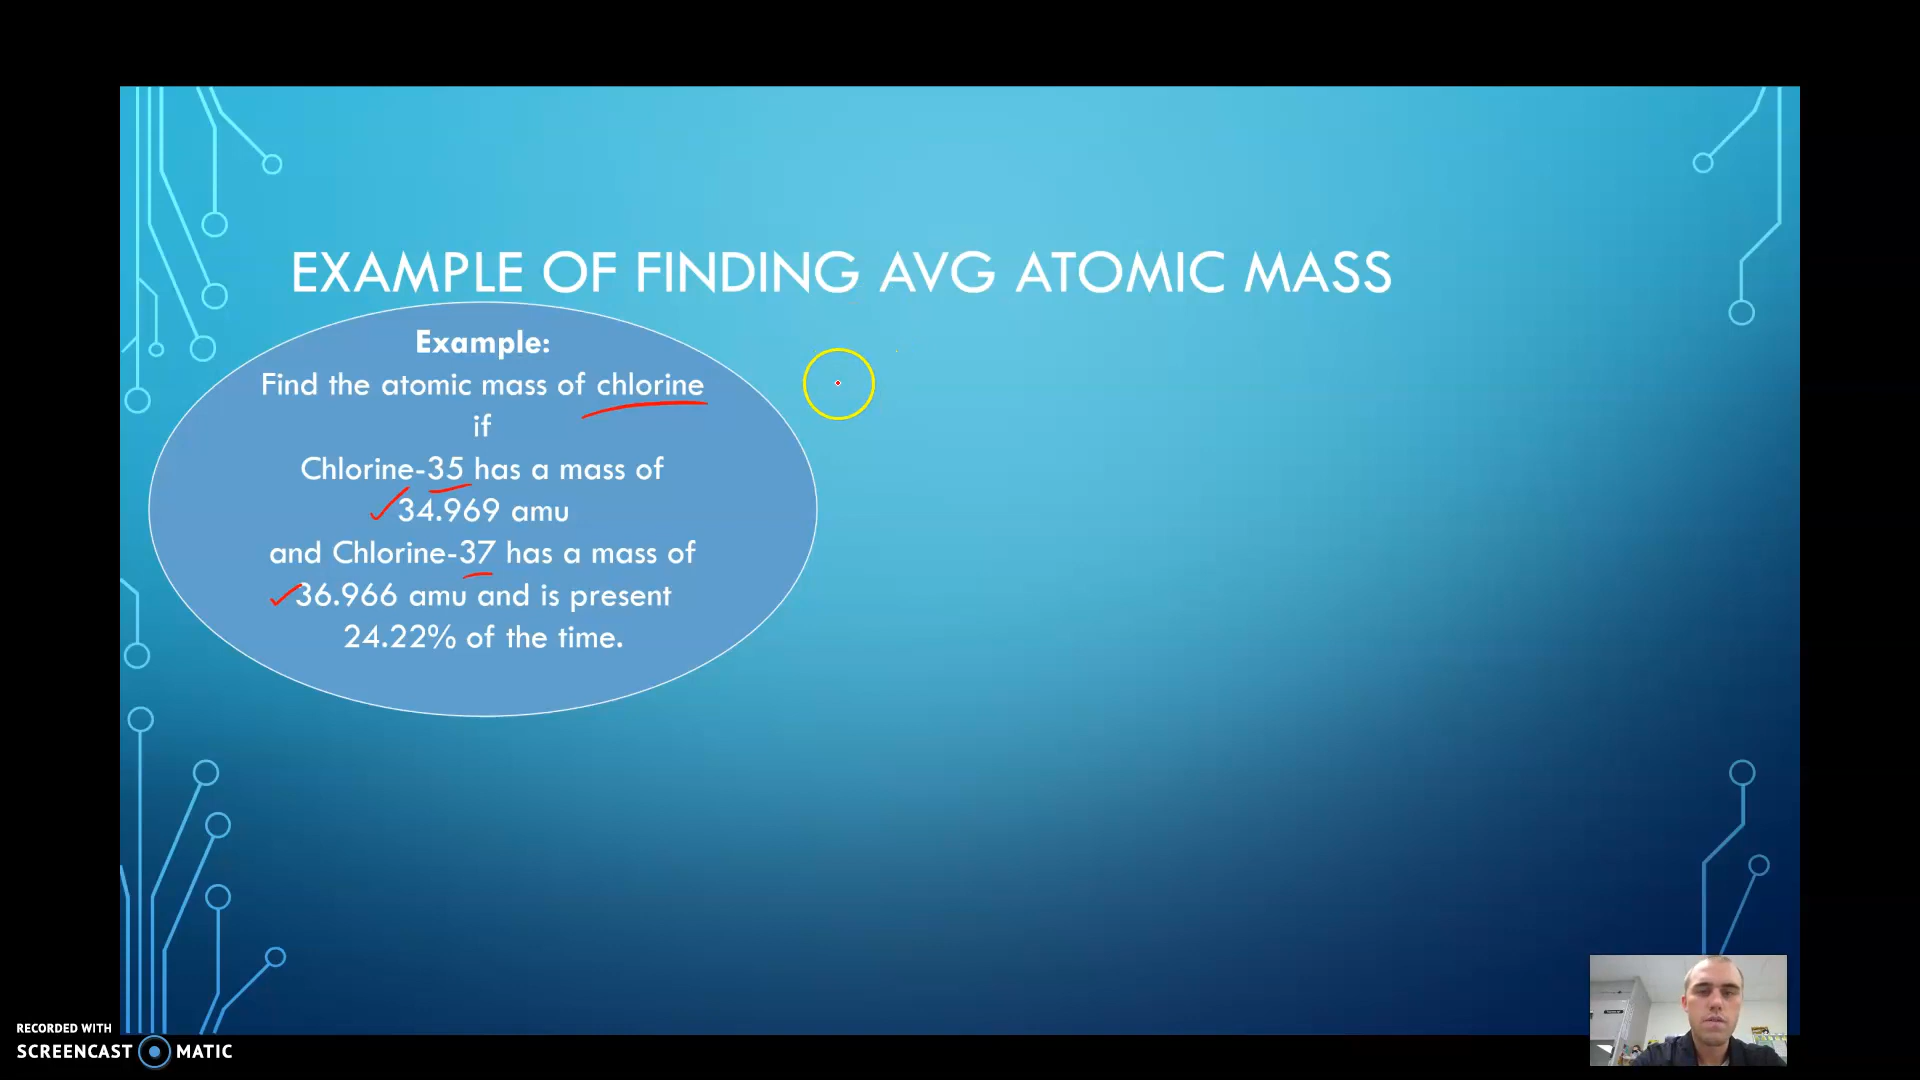 EXAMPLE OF FINDING AVG ATOMIC MASS
Example:
Find the atomic mass of chlorine
if
Chlorine-35 has a mass of
34.969 amu
and Chlorine-37 has a mass of
36.966 amu and is present
24.22% of the time.
RECORDED WITH
SCREENCAST MATIC